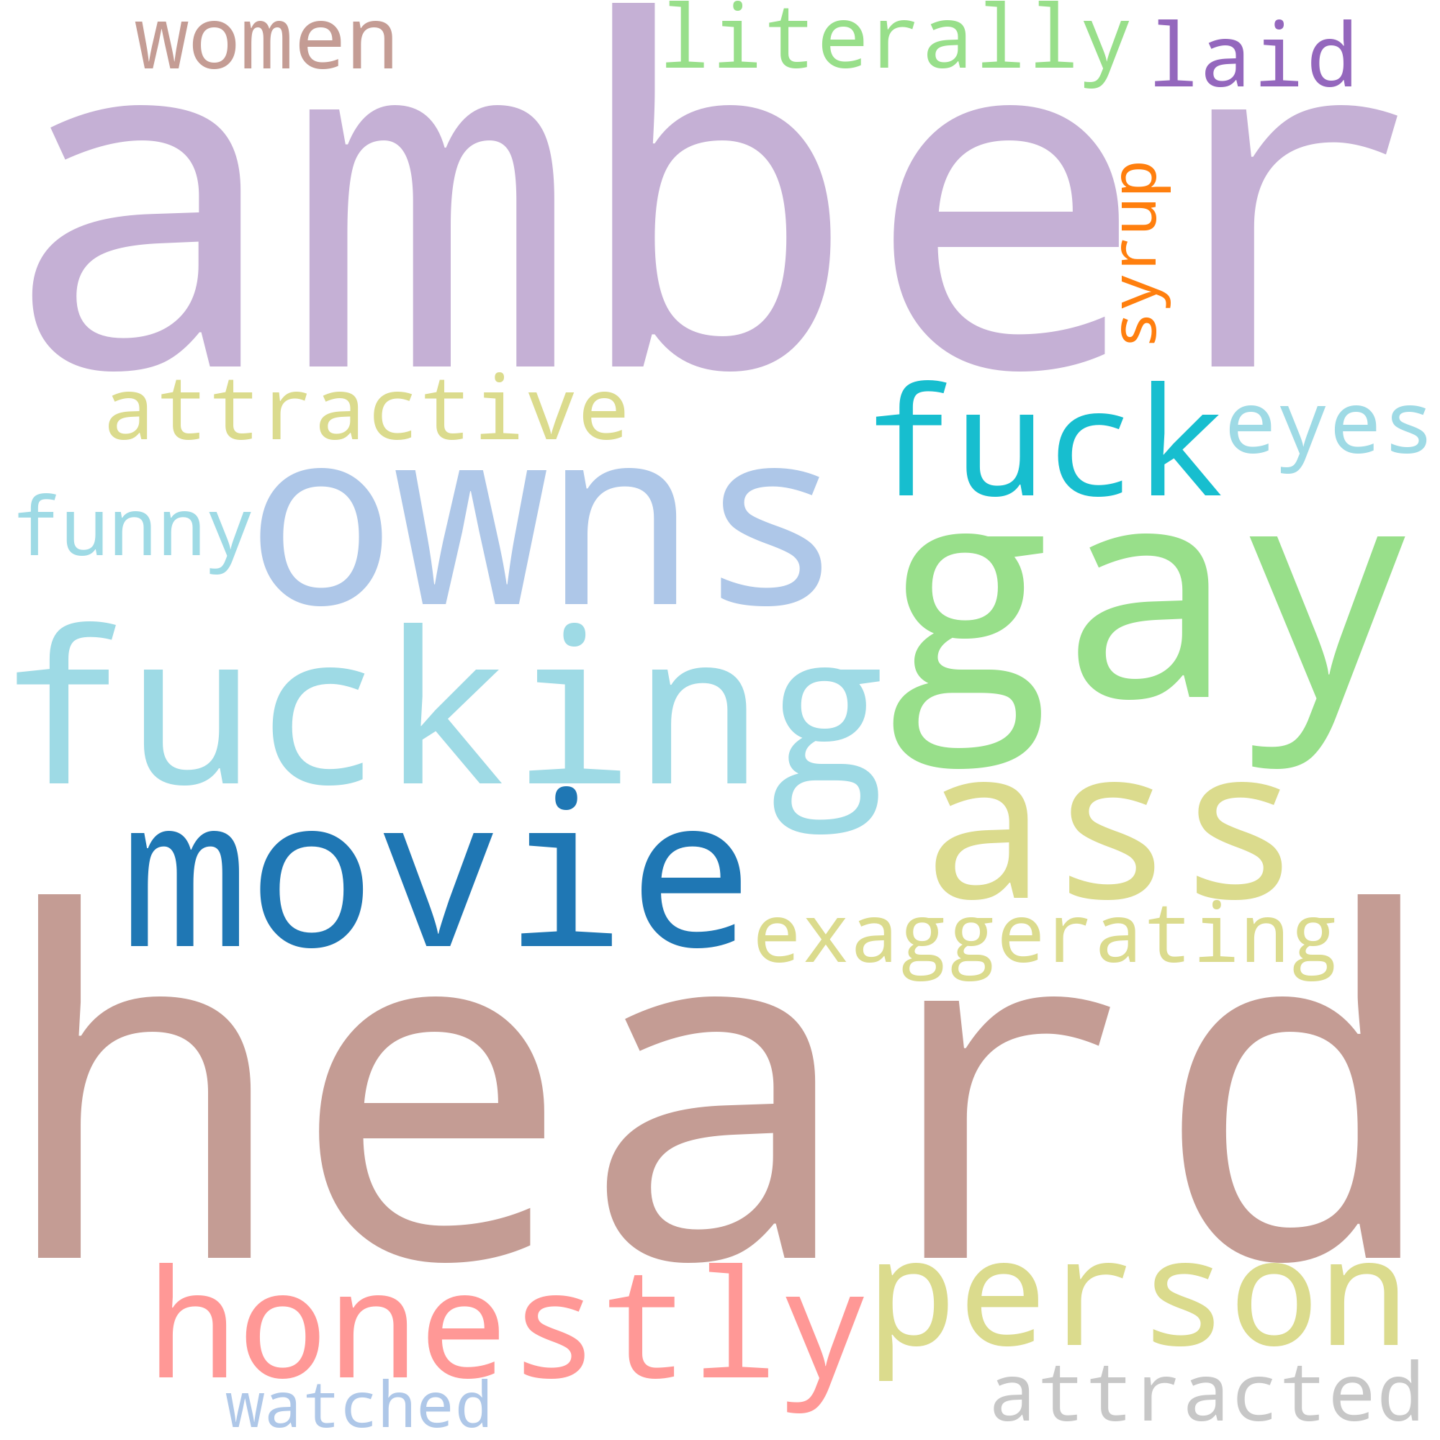 women literally laid
amber
syrup
attractive fuck eyes
funny owns gay
fucking
movie ass
exaggerating
heard
honestly person
watched attracted